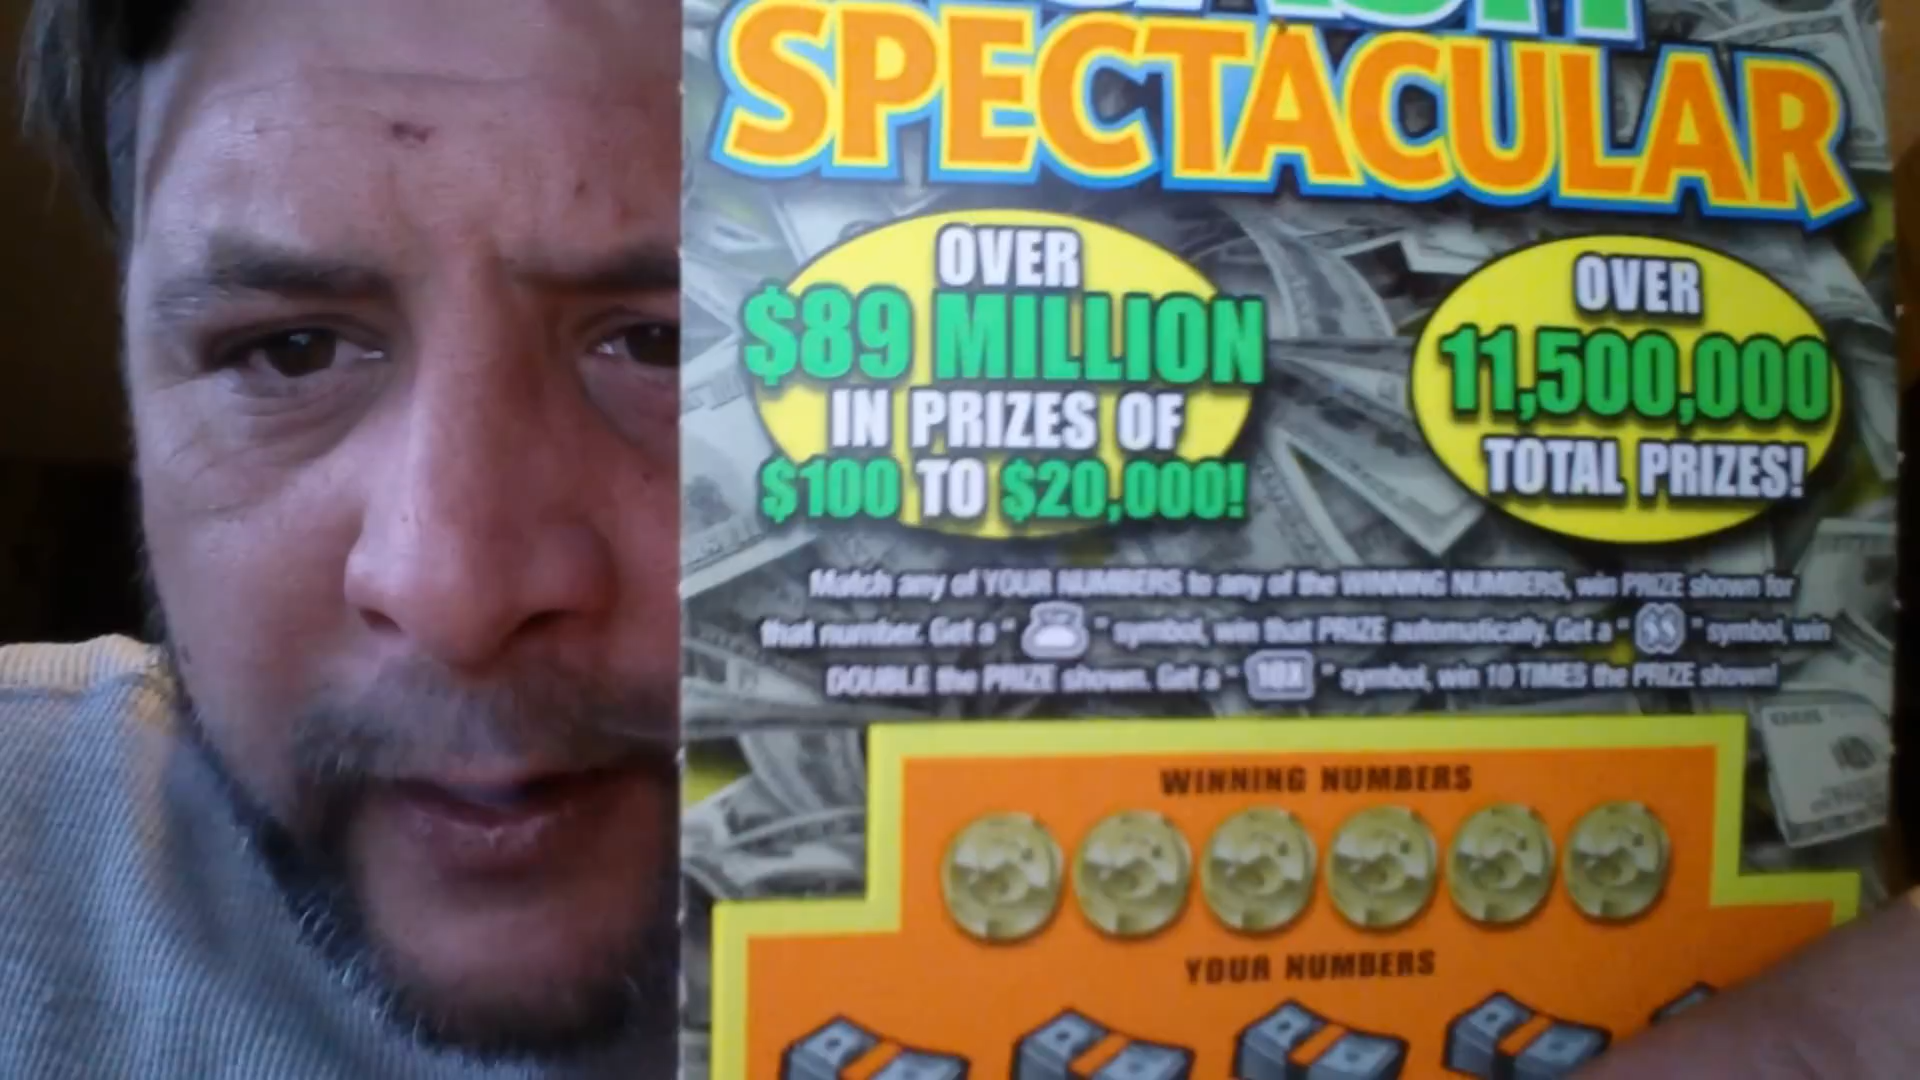 CASH
SPECTACULAR
OVER
$89 MILLION
IN PRIZES OF
$100 TO $20,000!
OVER
11,500,000
TOTAL PRIZES!
Match any of YOUR NUMBERS to any of the WINNING NUMBERS, win PRIZE shown for
that number. Get a " " symbol, win that PRIZE automatically. Get a " $$ " symbol, win
DOUBLE the PRIZE shown. Get a " 10X " symbol, win 10 TIMES the PRIZE shown!
WINNING NUMBERS
YOUR NUMBERS